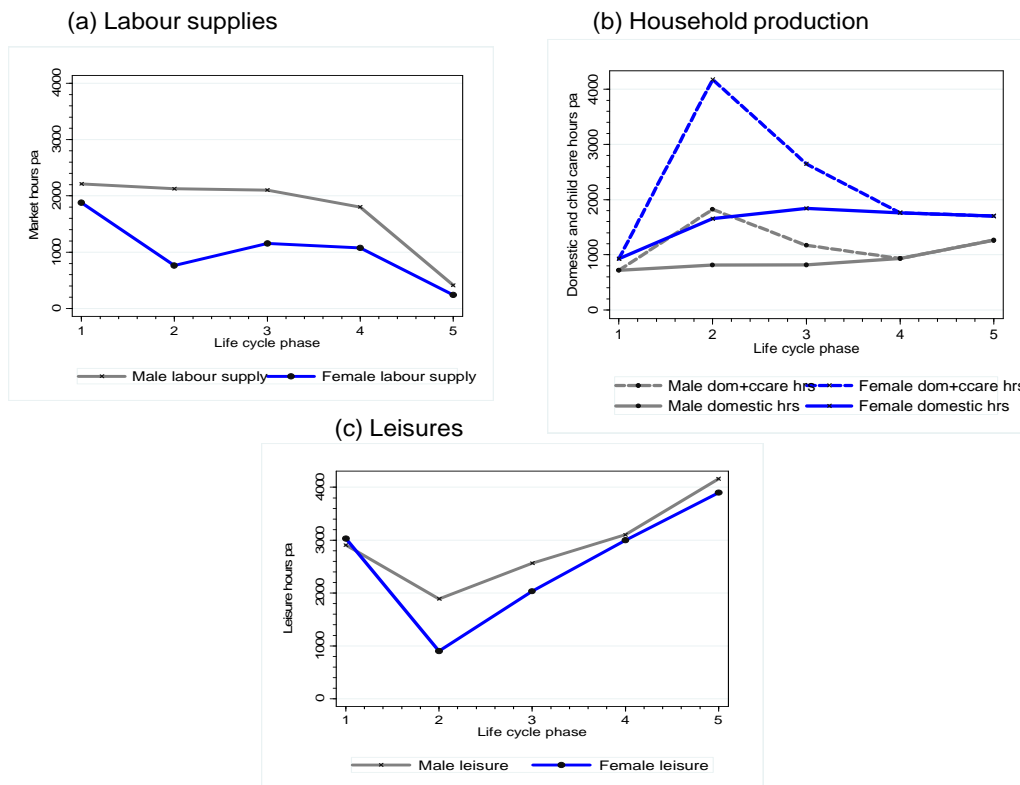 (a) Labour supplies
Market hours pa
4000
3000
2000
1000
0
1 2 3 4 5
Life cycle phase
Male labour supply Female labour supply
(b) Household production
Domestic and child care hours pa
4000
3000
2000
1000
0
1 2 3 4 5
Life cycle phase
Male dom+ccare hrs Female dom+ccare hrs
Male domestic hrs Female domestic hrs
(c) Leisures
Leisure hours pa
4000
3000
2000
1000
0
1 2 3 4 5
Life cycle phase
Male leisure Female leisure